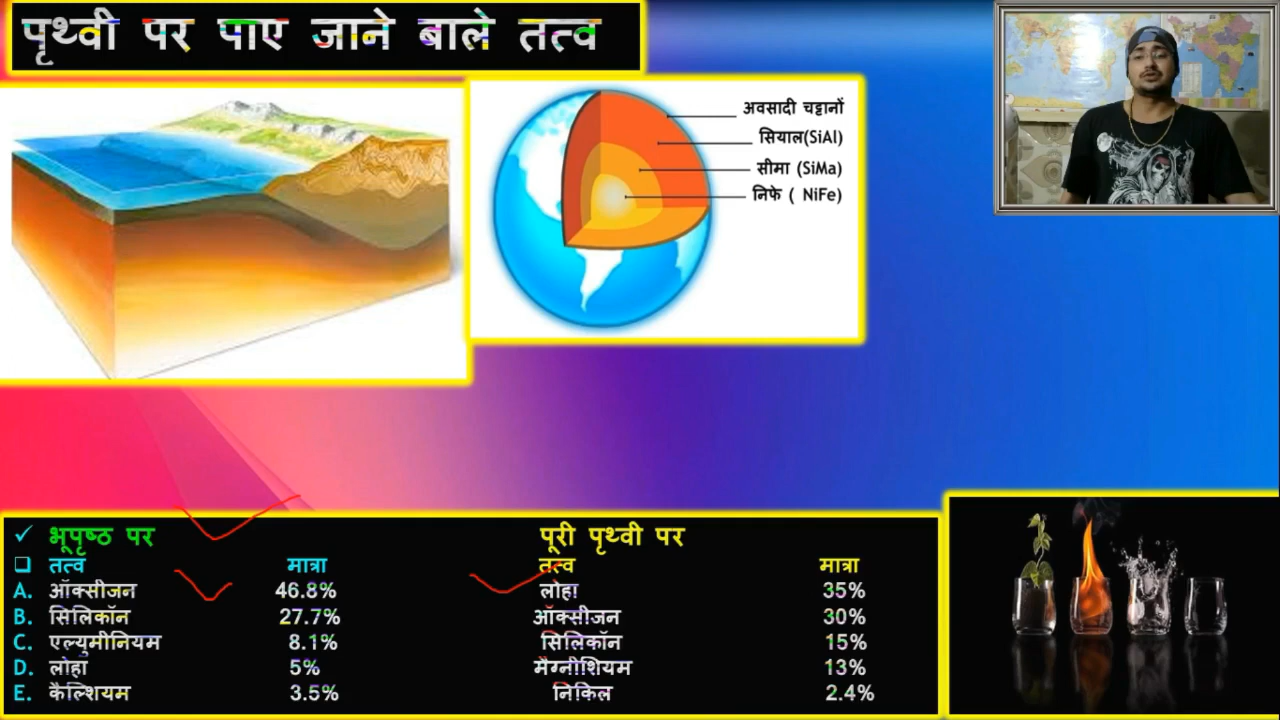 पृथ्वी पर पाए जाने बाले तत्व
अवसादी चट्टानों
सियाल(SiAl)
सीमा (SiMa)
निफे ( NiFe)
✓ भूपृष्ठ पर पूरी पृथ्वी पर
❑ तत्व मात्रा तत्व मात्रा
A. ऑक्सीजन 46.8% लोहा 35%
B. सिलिकॉन 27.7% ऑक्सीजन 30%
C. एल्युमीनियम 8.1% सिलिकॉन 15%
D. लोहा 5% मैग्नीशियम 13%
E. कैल्शियम 3.5% निकिल 2.4%